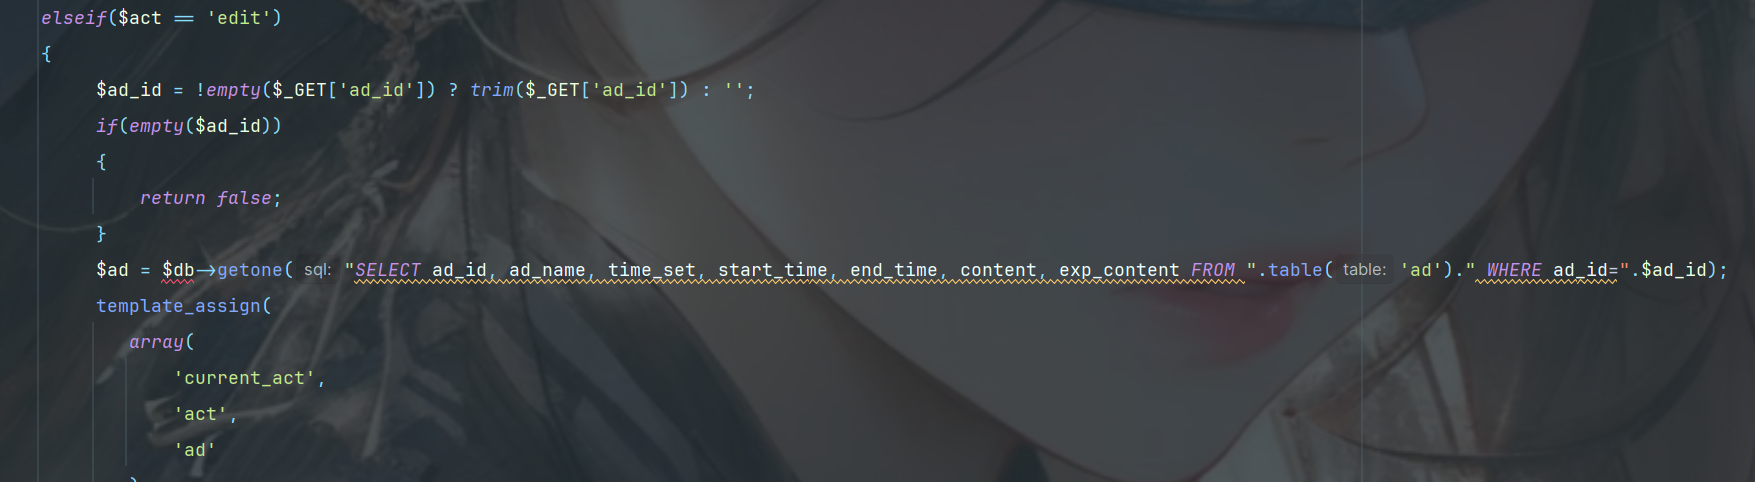 elseif($act == 'edit')
{
$ad_id = !empty($_GET['ad_id']) ? trim($_GET['ad_id']) : '';
if(empty($ad_id))
{
return false;
}
$ad = $db->getone( sql: "SELECT ad_id, ad_name, time_set, start_time, end_time, content, exp_content FROM ".table( table: 'ad')." WHERE ad_id=".$ad_id);
template_assign(
array(
'current_act',
'act',
'ad'
)